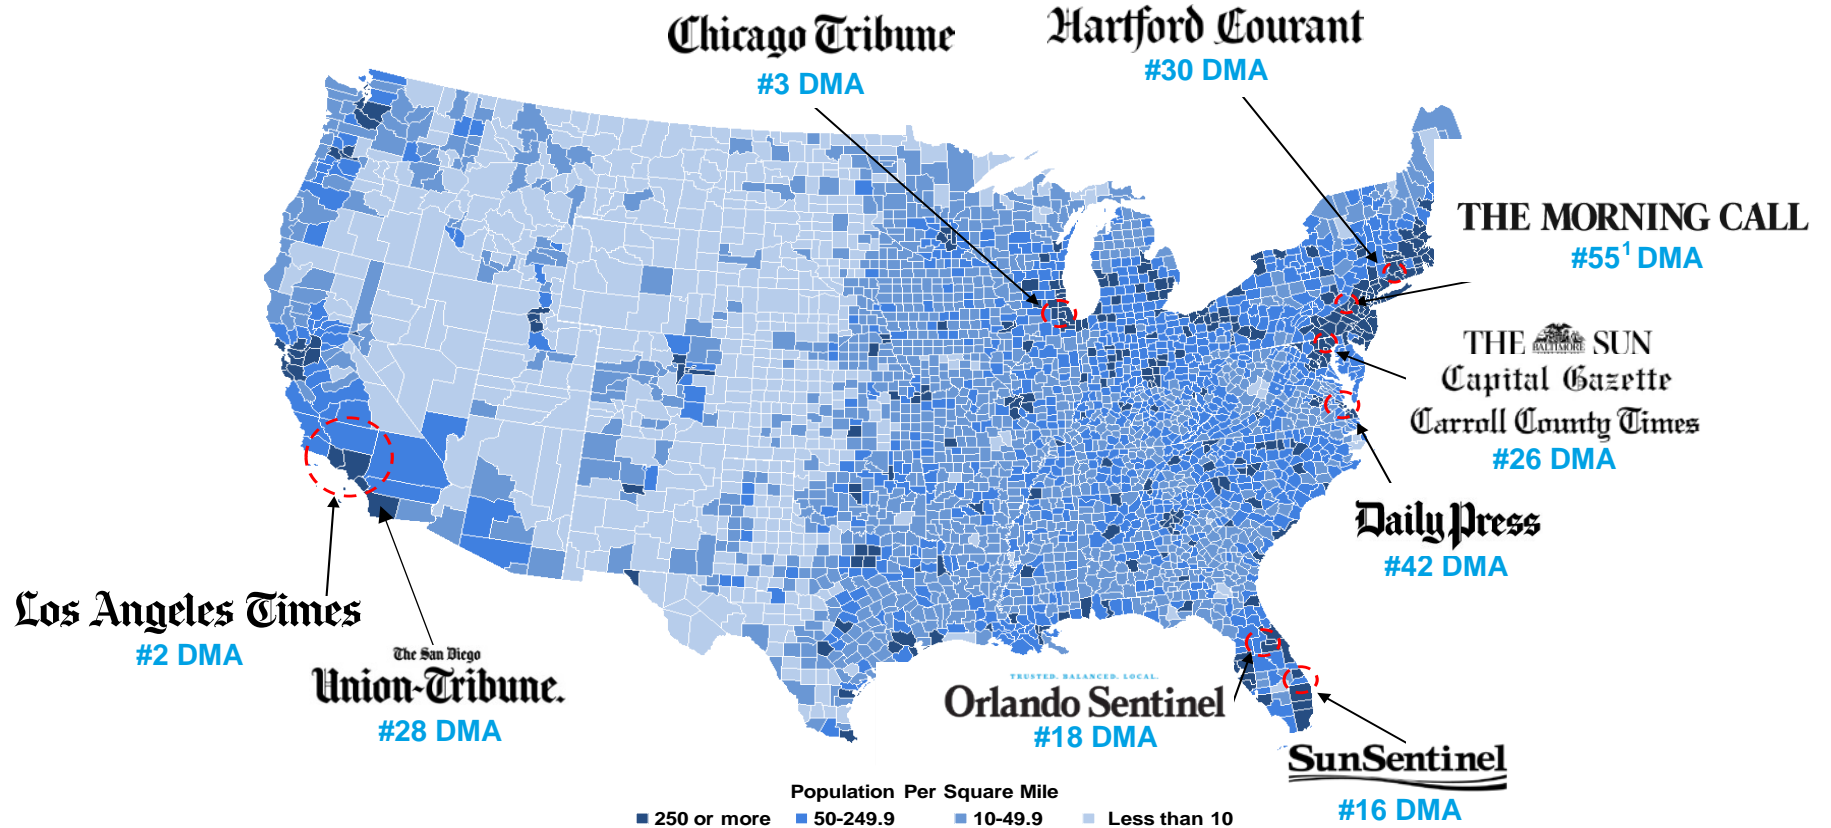 Chicago Tribune
#3 DMA
Hartford Courant
#30 DMA
THE MORNING CALL
#55¹ DMA
THE BALTIMORE SUN
Capital Gazette
Carroll County Times
#26 DMA
Daily Press
#42 DMA
Los Angeles Times
#2 DMA
The San Diego
Union-Tribune.
#28 DMA
TRUSTED. BALANCED. LOCAL.
Orlando Sentinel
#18 DMA
SunSentinel
#16 DMA
Population Per Square Mile
250 or more 50-249.9 10-49.9 Less than 10